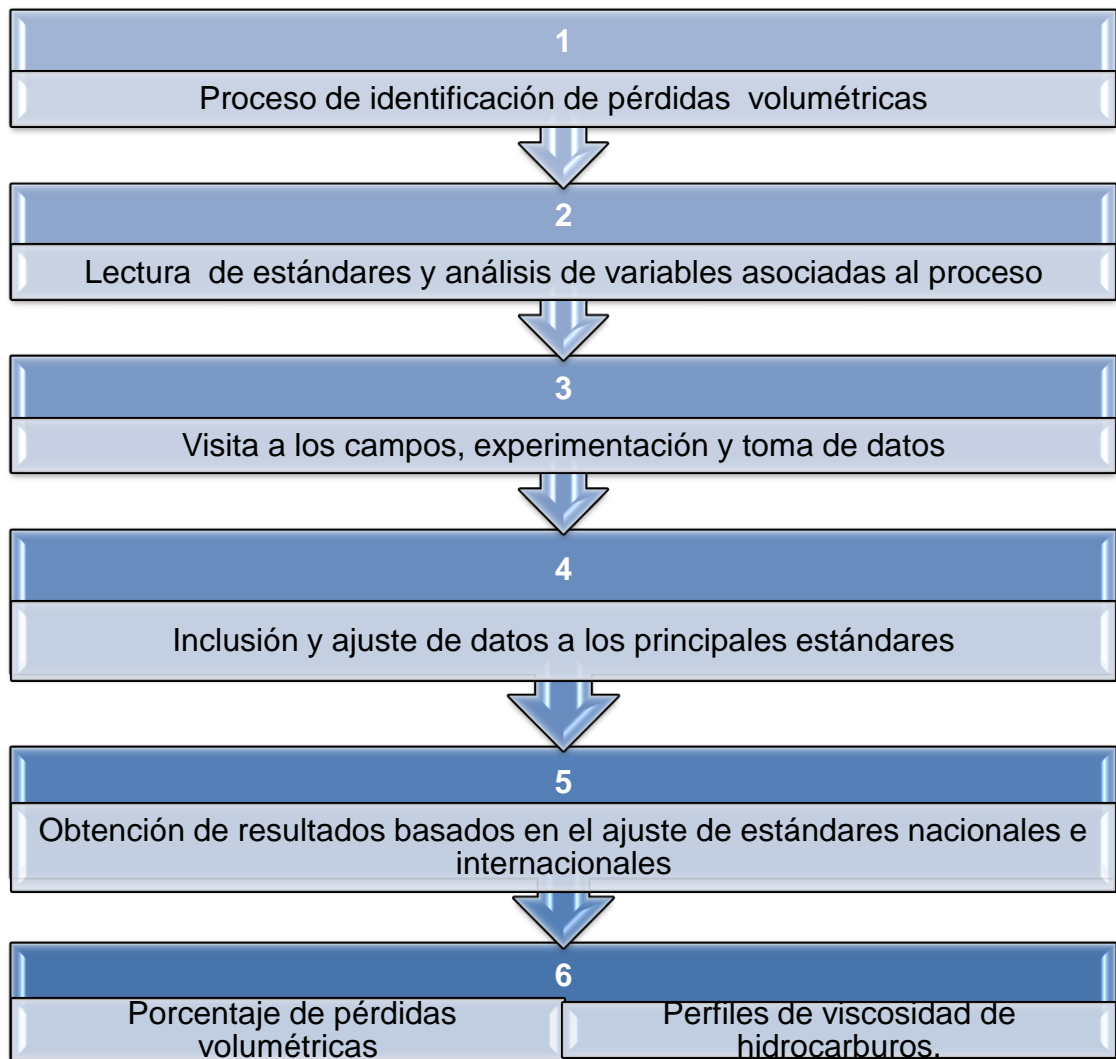 1
Proceso de identificación de pérdidas volumétricas
2
Lectura de estándares y análisis de variables asociadas al proceso
3
Visita a los campos, experimentación y toma de datos
4
Inclusión y ajuste de datos a los principales estándares
5
Obtención de resultados basados en el ajuste de estándares nacionales e
internacionales
6
Porcentaje de pérdidas
volumétricas
Perfiles de viscosidad de
hidrocarburos.